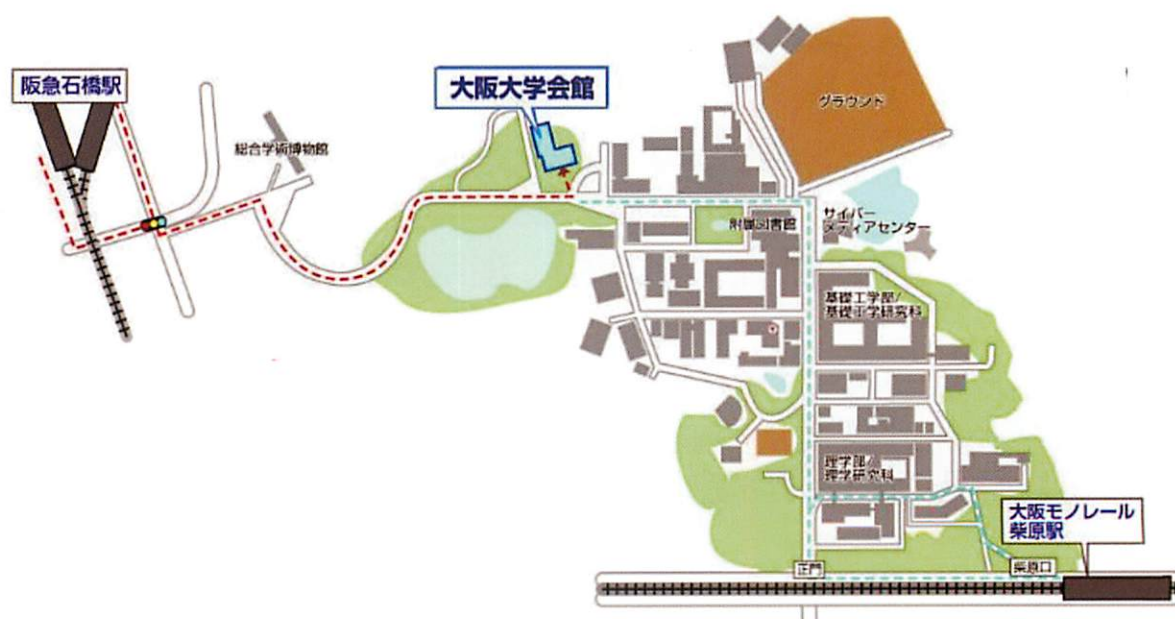 阪急石橋駅
大阪大学会館
グラウンド
総合学術博物館
附属図書館
サイバー
メディアセンター
基礎工学部/
基礎工学研究科
理学部/
理学研究科
大阪モノレール
柴原駅
正門
柴原口